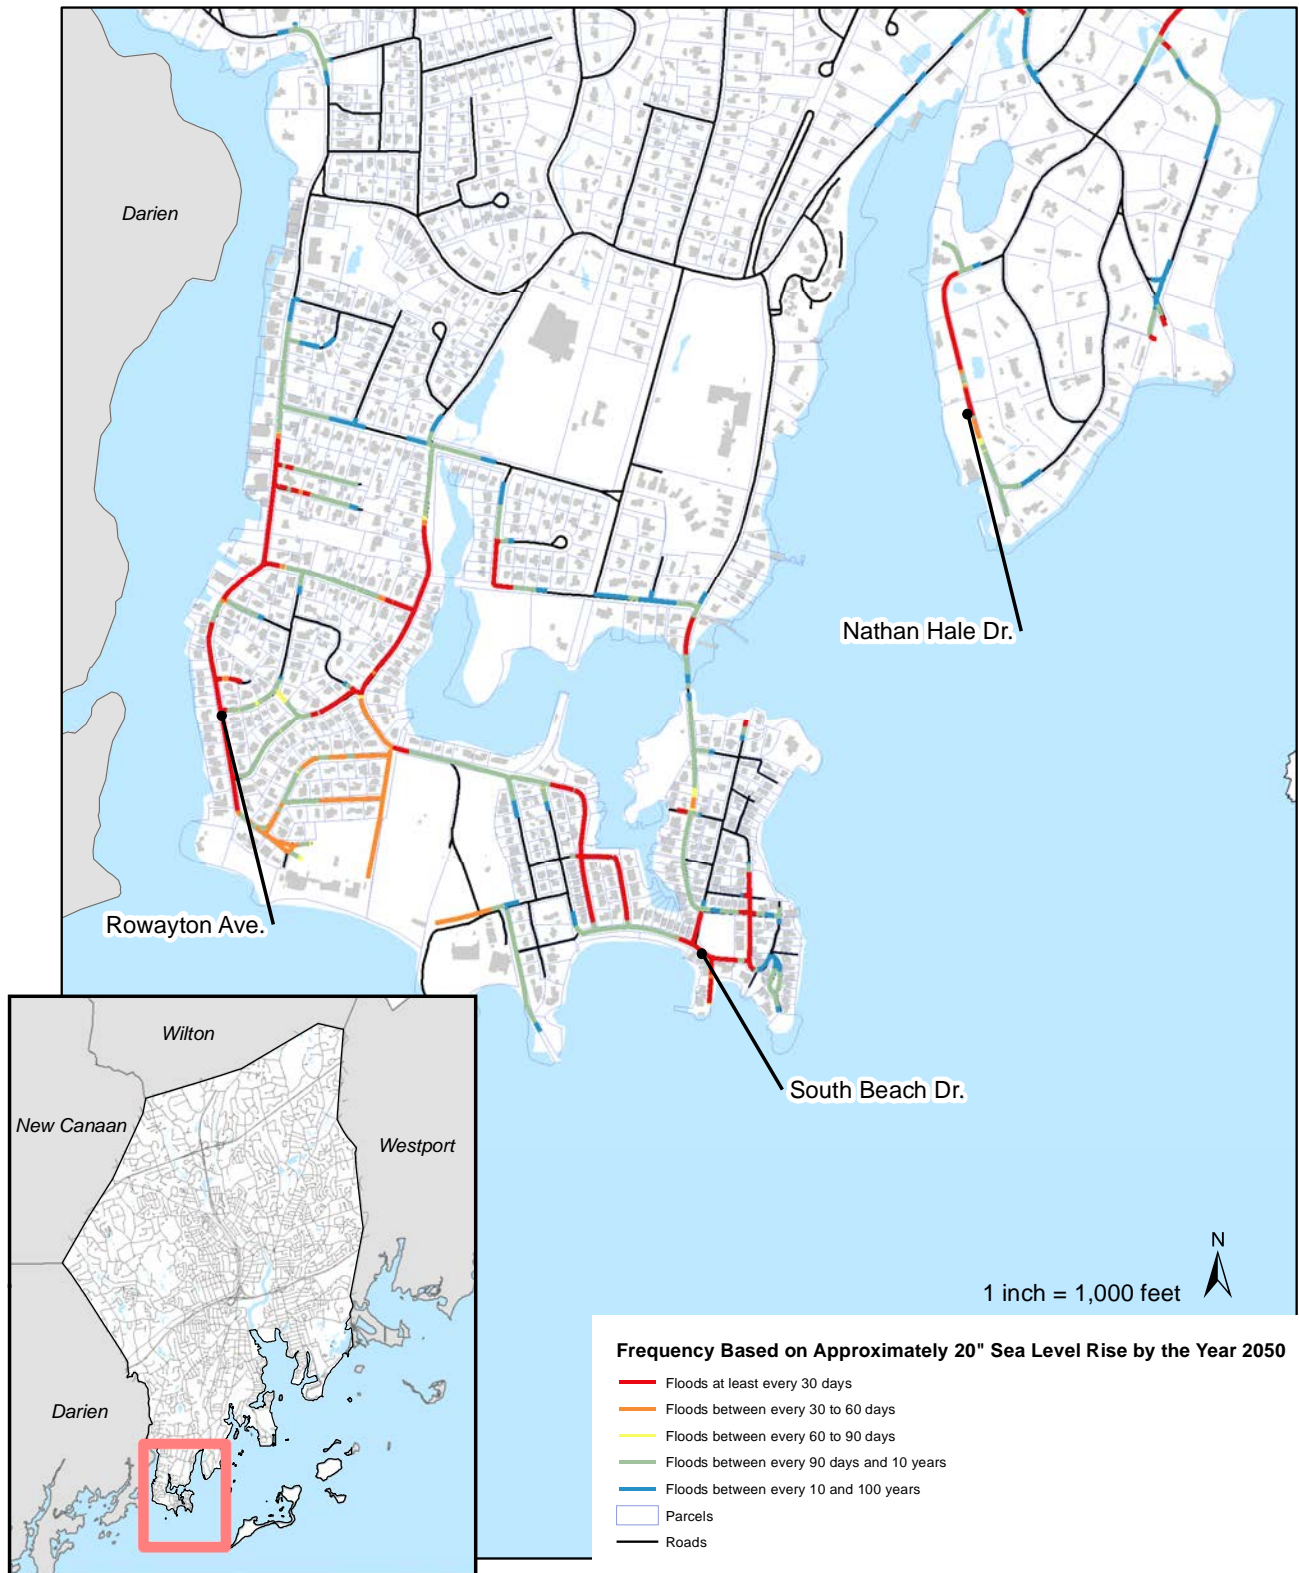 Darien
Nathan Hale Dr.
Rowayton Ave.
South Beach Dr.
Wilton
New Canaan
Westport
Darien
N
1 inch = 1,000 feet
Frequency Based on Approximately 20" Sea Level Rise by the Year 2050
Floods at least every 30 days
Floods between every 30 to 60 days
Floods between every 60 to 90 days
Floods between every 90 days and 10 years
Floods between every 10 and 100 years
Parcels
Roads